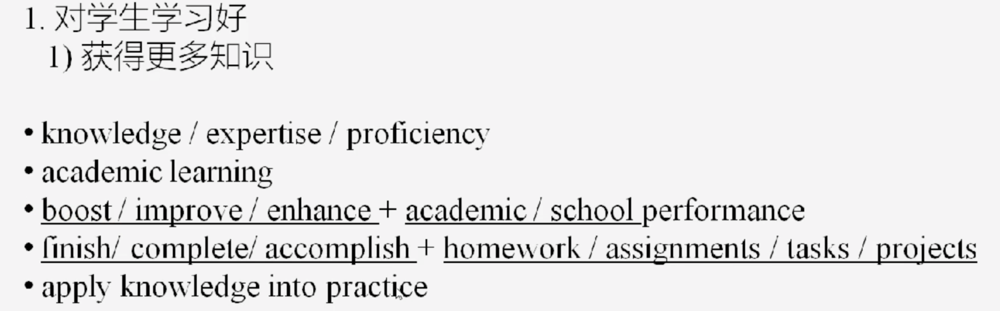 1. 对学生学习好
1) 获得更多知识
• knowledge / expertise / proficiency
• academic learning
• boost / improve / enhance + academic / school performance
• finish/ complete/ accomplish + homework / assignments / tasks / projects
• apply knowledge into practice